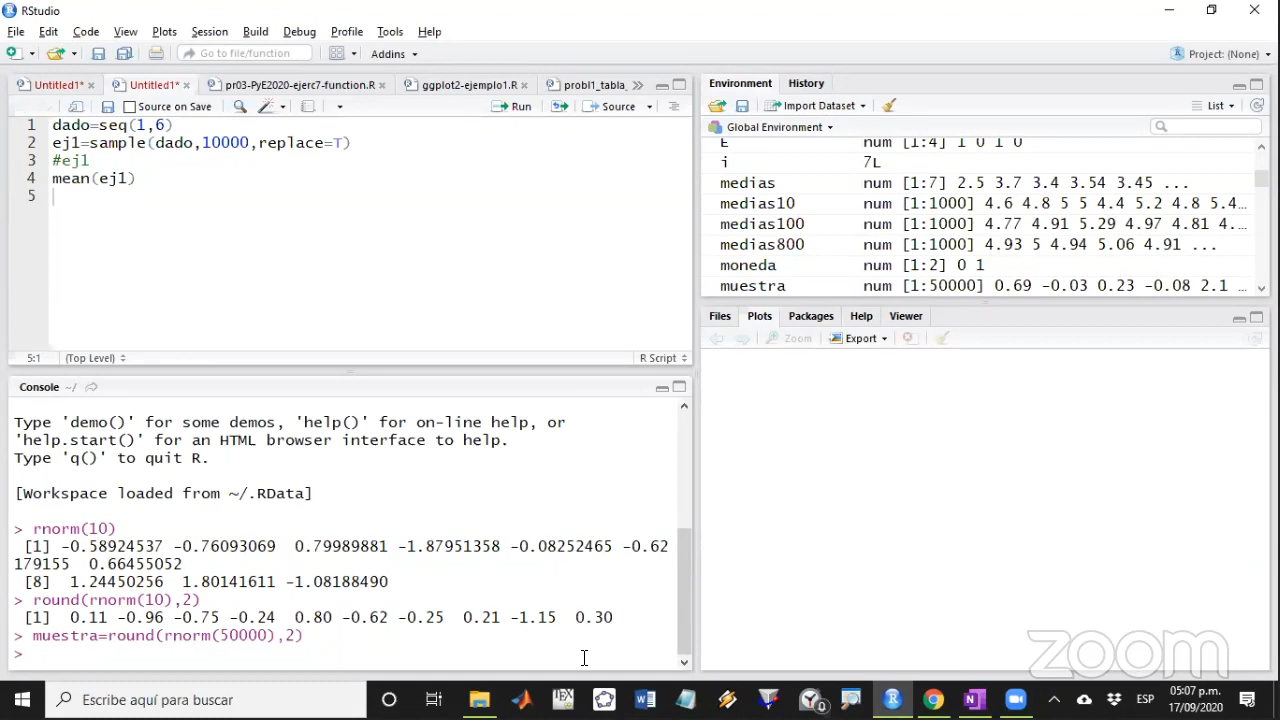 RStudio
File Edit Code View Plots Session Build Debug Profile Tools Help
Go to file/function Addins Project: (None)
Untitled1* Untitled1* pr03-PyE2020-ejerc7-function.R ggplot2-ejemplo1.R probl1_tabla_
Source on Save Run Source
1 dado=seq(1,6)
2 ej1=sample(dado,10000,replace=T)
3 #ej1
4 mean(ej1)
5
5:1 (Top Level) R Script
Console ~/
Type 'demo()' for some demos, 'help()' for on-line help, or
'help.start()' for an HTML browser interface to help.
Type 'q()' to quit R.
[Workspace loaded from ~/.RData]
> rnorm(10)
[1] -0.58924537 -0.76093069 0.79989881 -1.87951358 -0.08252465 -0.62
179155 0.66455052
[8] 1.24450256 1.80141611 -1.08188490
> round(rnorm(10),2)
[1] 0.11 -0.96 -0.75 -0.24 0.80 -0.62 -0.25 0.21 -1.15 0.30
> muestra=round(rnorm(50000),2)
>
Environment History
Import Dataset List
Global Environment
E num [1:4] 1 0 1 0
i 7L
medias num [1:7] 2.5 3.7 3.4 3.54 3.45 ...
medias10 num [1:1000] 4.6 4.8 5 5 4.4 5.2 4.8 5.4…
medias100 num [1:1000] 4.77 4.91 5.29 4.97 4.81 4.…
medias800 num [1:1000] 4.93 5 4.94 5.06 4.91 ...
moneda num [1:2] 0 1
muestra num [1:50000] 0.69 -0.03 0.23 -0.08 2.1 …
Files Plots Packages Help Viewer
Zoom Export
zoom
Escribe aquí para buscar
ESP
05:07 p.m.
17/09/2020